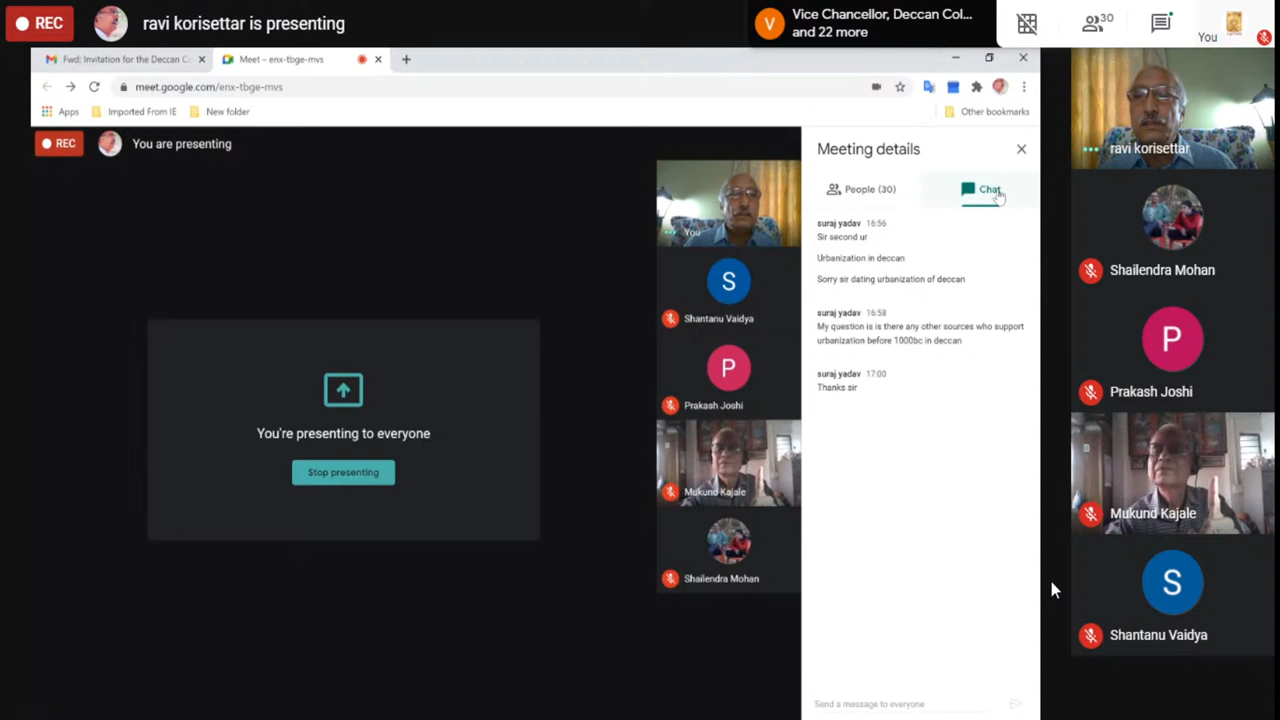 REC
ravi korisettar is presenting
Vice Chancellor, Deccan Col...
and 22 more
30
You
Fwd: Invitation for the Deccan Co
Meet – enx-tbge-mvs
meet.google.com/enx-tbge-mvs
Apps
Imported From IE
New folder
Other bookmarks
REC
You are presenting
You're presenting to everyone
Stop presenting
You
S
Shantanu Vaidya
P
Prakash Joshi
Mukund Kajale
Shailendra Mohan
Meeting details
People (30)
Chat
suraj yadav 16:56
Sir second ur
Urbanization in deccan
Sorry sir dating urbanization of deccan
suraj yadav 16:58
My question is is there any other sources who support
urbanization before 1000bc in deccan
suraj yadav 17:00
Thanks sir
Send a message to everyone
ravi korisettar
Shailendra Mohan
P
Prakash Joshi
Mukund Kajale
S
Shantanu Vaidya